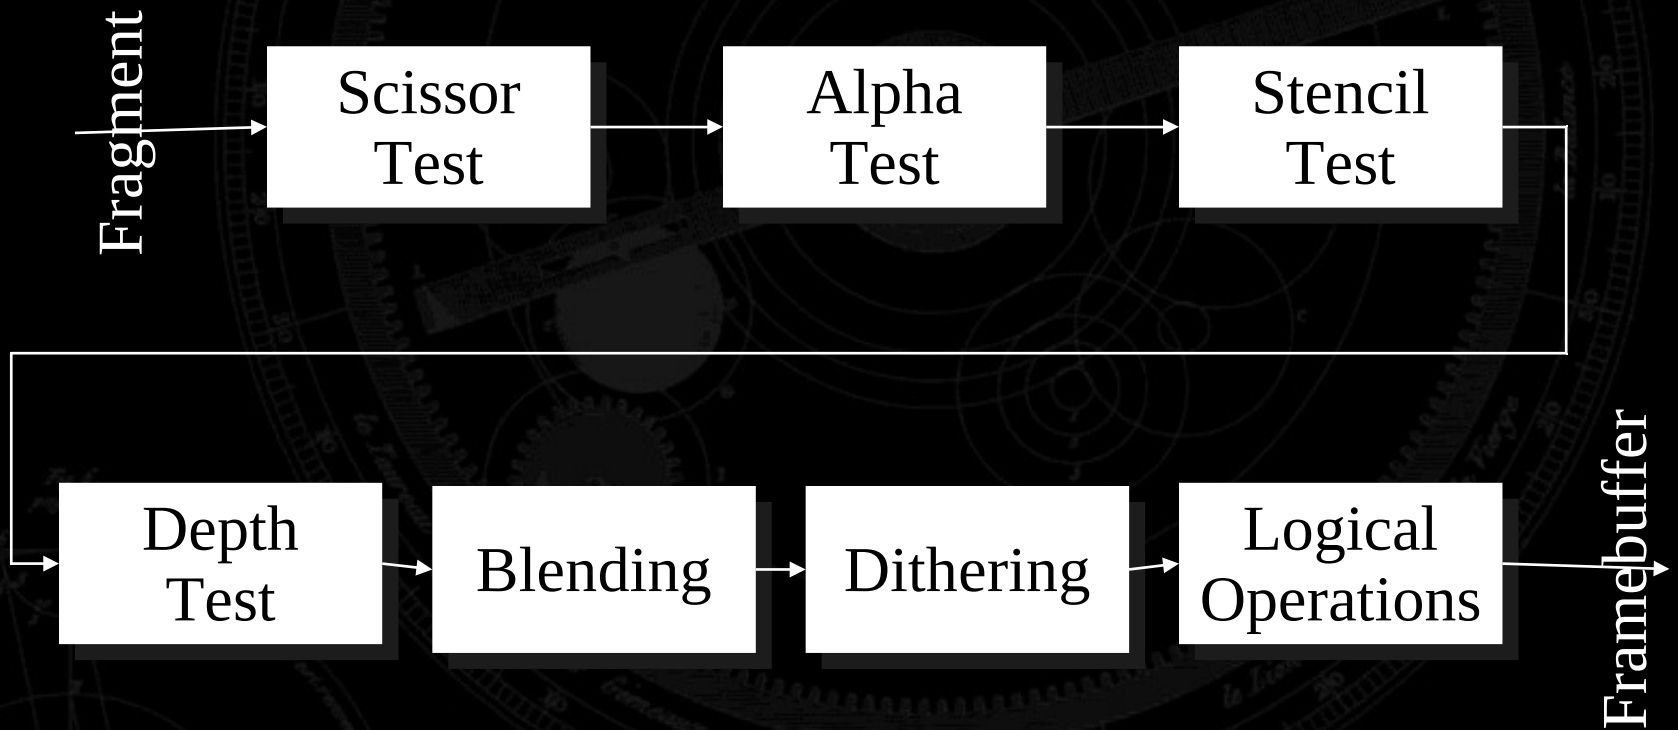 Fragment
Scissor
Test
Alpha
Test
Stencil
Test
Depth
Test
Blending
Dithering
Logical
Operations
Framebuffer